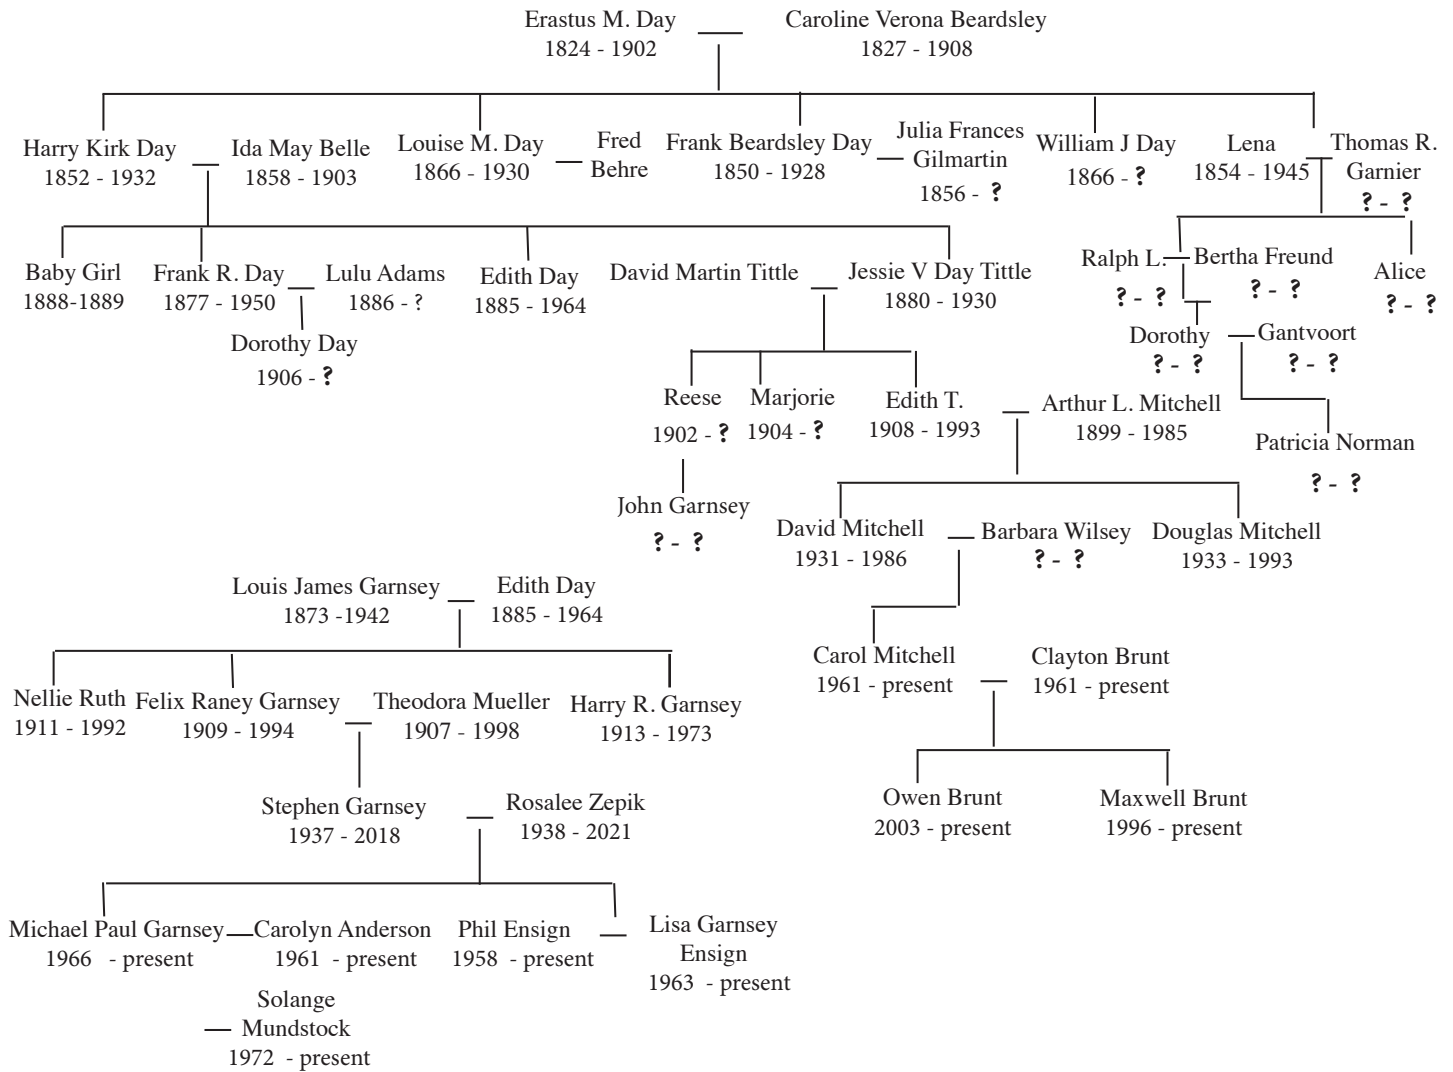 Erastus M. Day
1824 - 1902
Caroline Verona Beardsley
1827 - 1908
Harry Kirk Day
1852 - 1932
Ida May Belle
1858 - 1903
Louise M. Day
1866 - 1930
Fred
Behre
Frank Beardsley Day
1850 - 1928
Julia Frances
Gilmartin
1856 - ?
William J Day
1866 - ?
Lena
1854 - 1945
Thomas R.
Garnier
? - ?
Baby Girl
1888-1889
Frank R. Day
1877 - 1950
Lulu Adams
1886 - ?
Edith Day
1885 - 1964
David Martin Tittle
Jessie V Day Tittle
1880 - 1930
Ralph L.
? - ?
Bertha Freund
? - ?
Alice
? - ?
Dorothy Day
1906 - ?
Dorothy
? - ?
Gantvoort
? - ?
Reese
1902 - ?
Marjorie
1904 - ?
Edith T.
1908 - 1993
Arthur L. Mitchell
1899 - 1985
Patricia Norman
? - ?
John Garnsey
? - ?
David Mitchell
1931 - 1986
Barbara Wilsey
? - ?
Douglas Mitchell
1933 - 1993
Louis James Garnsey
1873 -1942
Edith Day
1885 - 1964
Carol Mitchell
1961 - present
Clayton Brunt
1961 - present
Nellie Ruth
1911 - 1992
Felix Raney Garnsey
1909 - 1994
Theodora Mueller
1907 - 1998
Harry R. Garnsey
1913 - 1973
Owen Brunt
2003 - present
Maxwell Brunt
1996 - present
Stephen Garnsey
1937 - 2018
Rosalee Zepik
1938 - 2021
Michael Paul Garnsey
1966 - present
Carolyn Anderson
1961 - present
Phil Ensign
1958 - present
Lisa Garnsey
Ensign
1963 - present
Solange
Mundstock
1972 - present